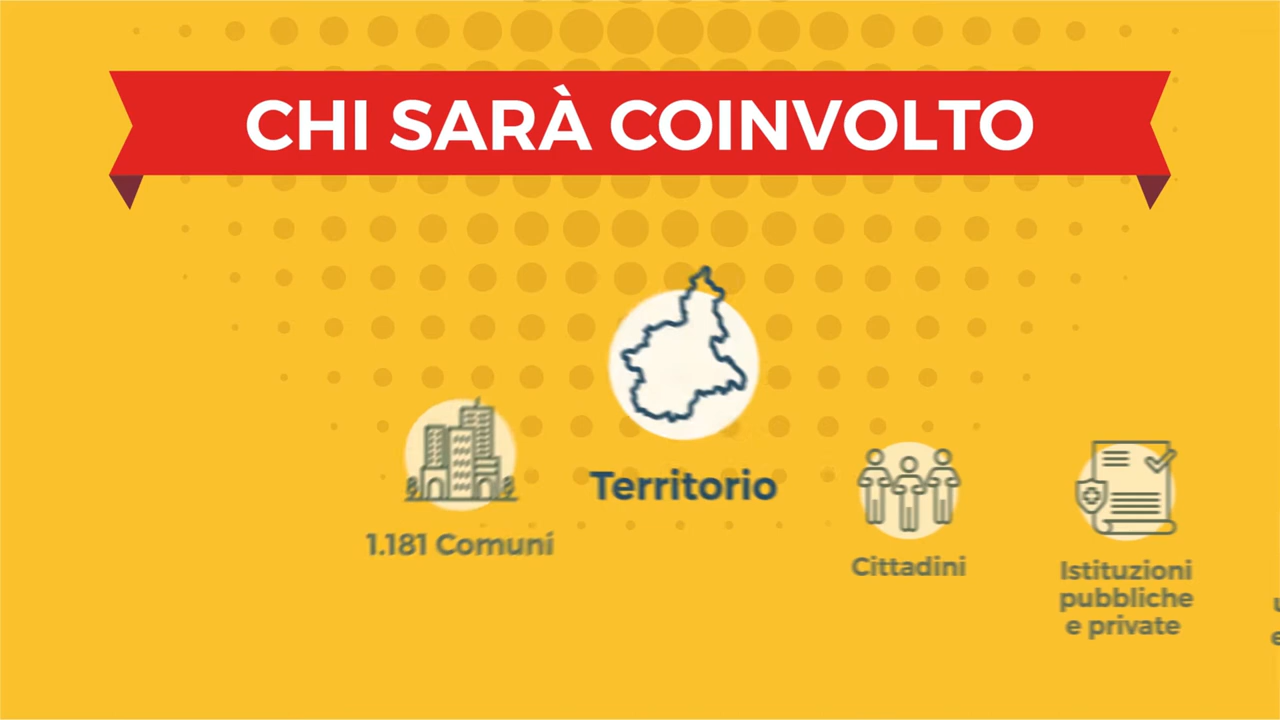 CHI SARÀ COINVOLTO
Territorio
1.181 Comuni
Cittadini
Istituzioni
pubbliche
e private